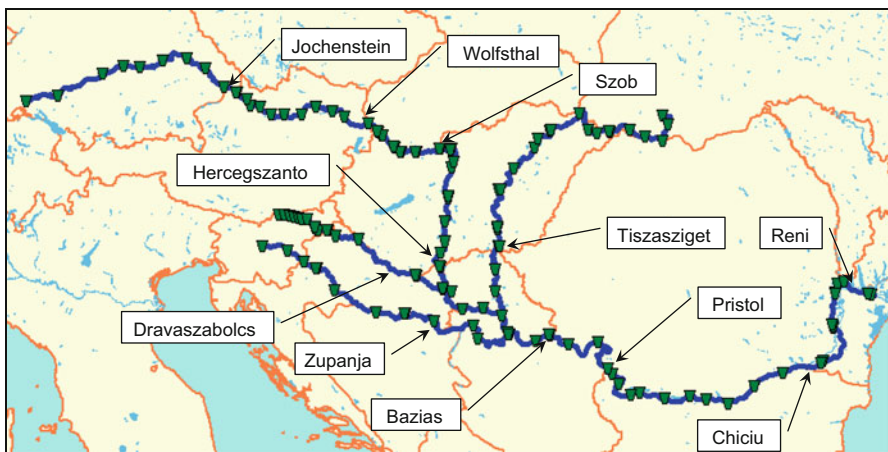 Jochenstein
Wolfsthal
Szob
Hercegszanto
Tiszasziget
Reni
Pristol
Dravaszabolcs
Zupanja
Bazias
Chiciu